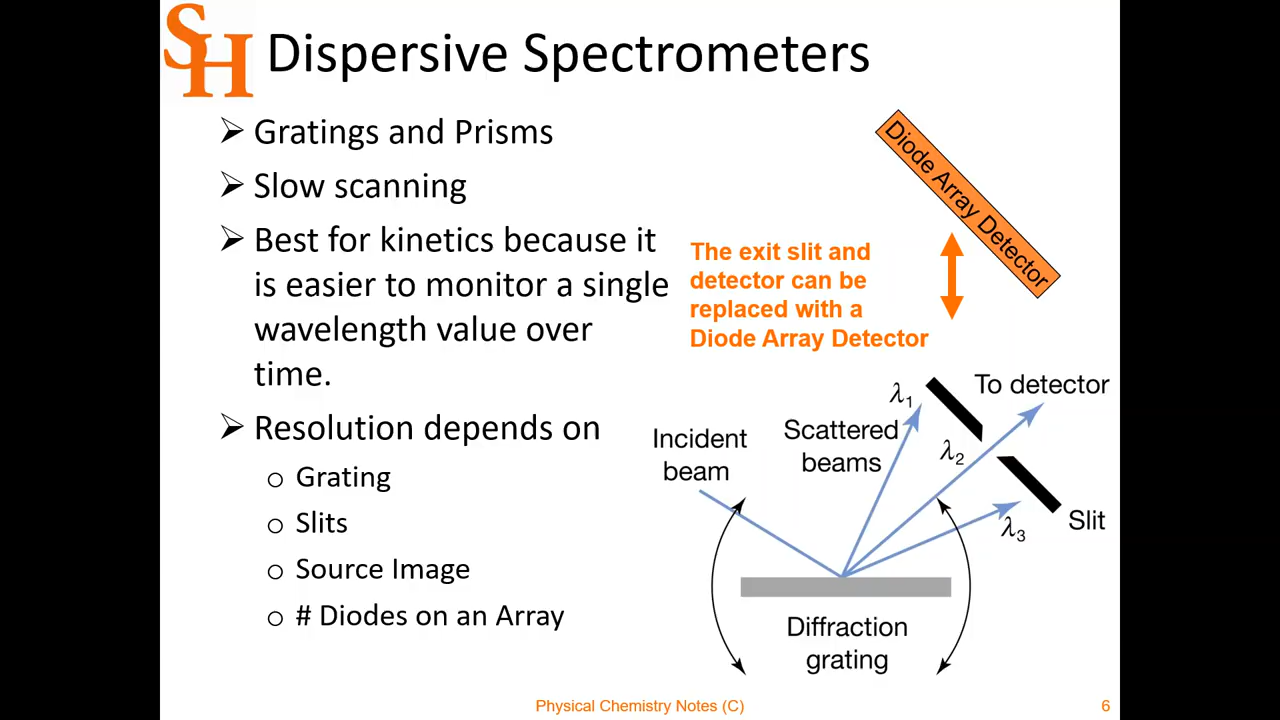 SH
Dispersive Spectrometers
Gratings and Prisms
Slow scanning
Best for kinetics because it
is easier to monitor a single
wavelength value over
time.
Resolution depends on
Grating
Slits
Source Image
# Diodes on an Array
Diode Array Detector
The exit slit and
detector can be
replaced with a
Diode Array Detector
To detector
λ1
Scattered
beams
Incident
beam
λ2
Slit
λ3
Diffraction
grating
Physical Chemistry Notes (C)
6